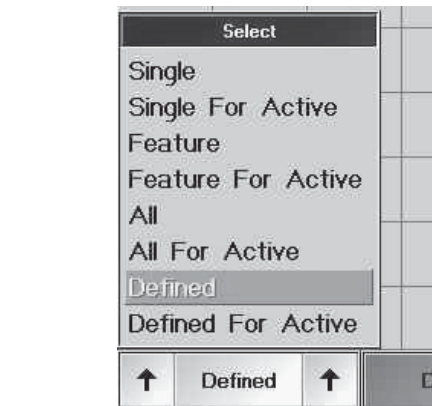 Select
Single
Single For Active
Feature
Feature For Active
All
All For Active
Defined
Defined For Active
Defined